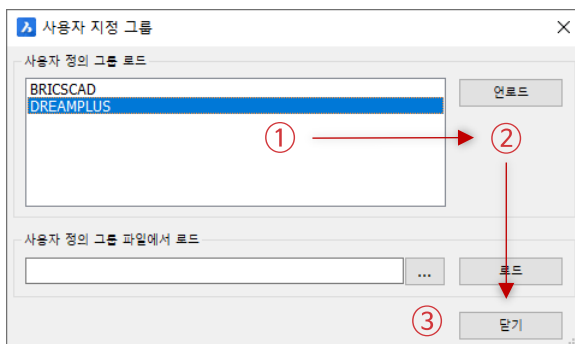 사용자 지정 그룹
사용자 정의 그룹 로드
BRICSCAD
언로드
DREAMPLUS
① ②
사용자 정의 그룹 파일에서 로드
... 로드
③ 닫기